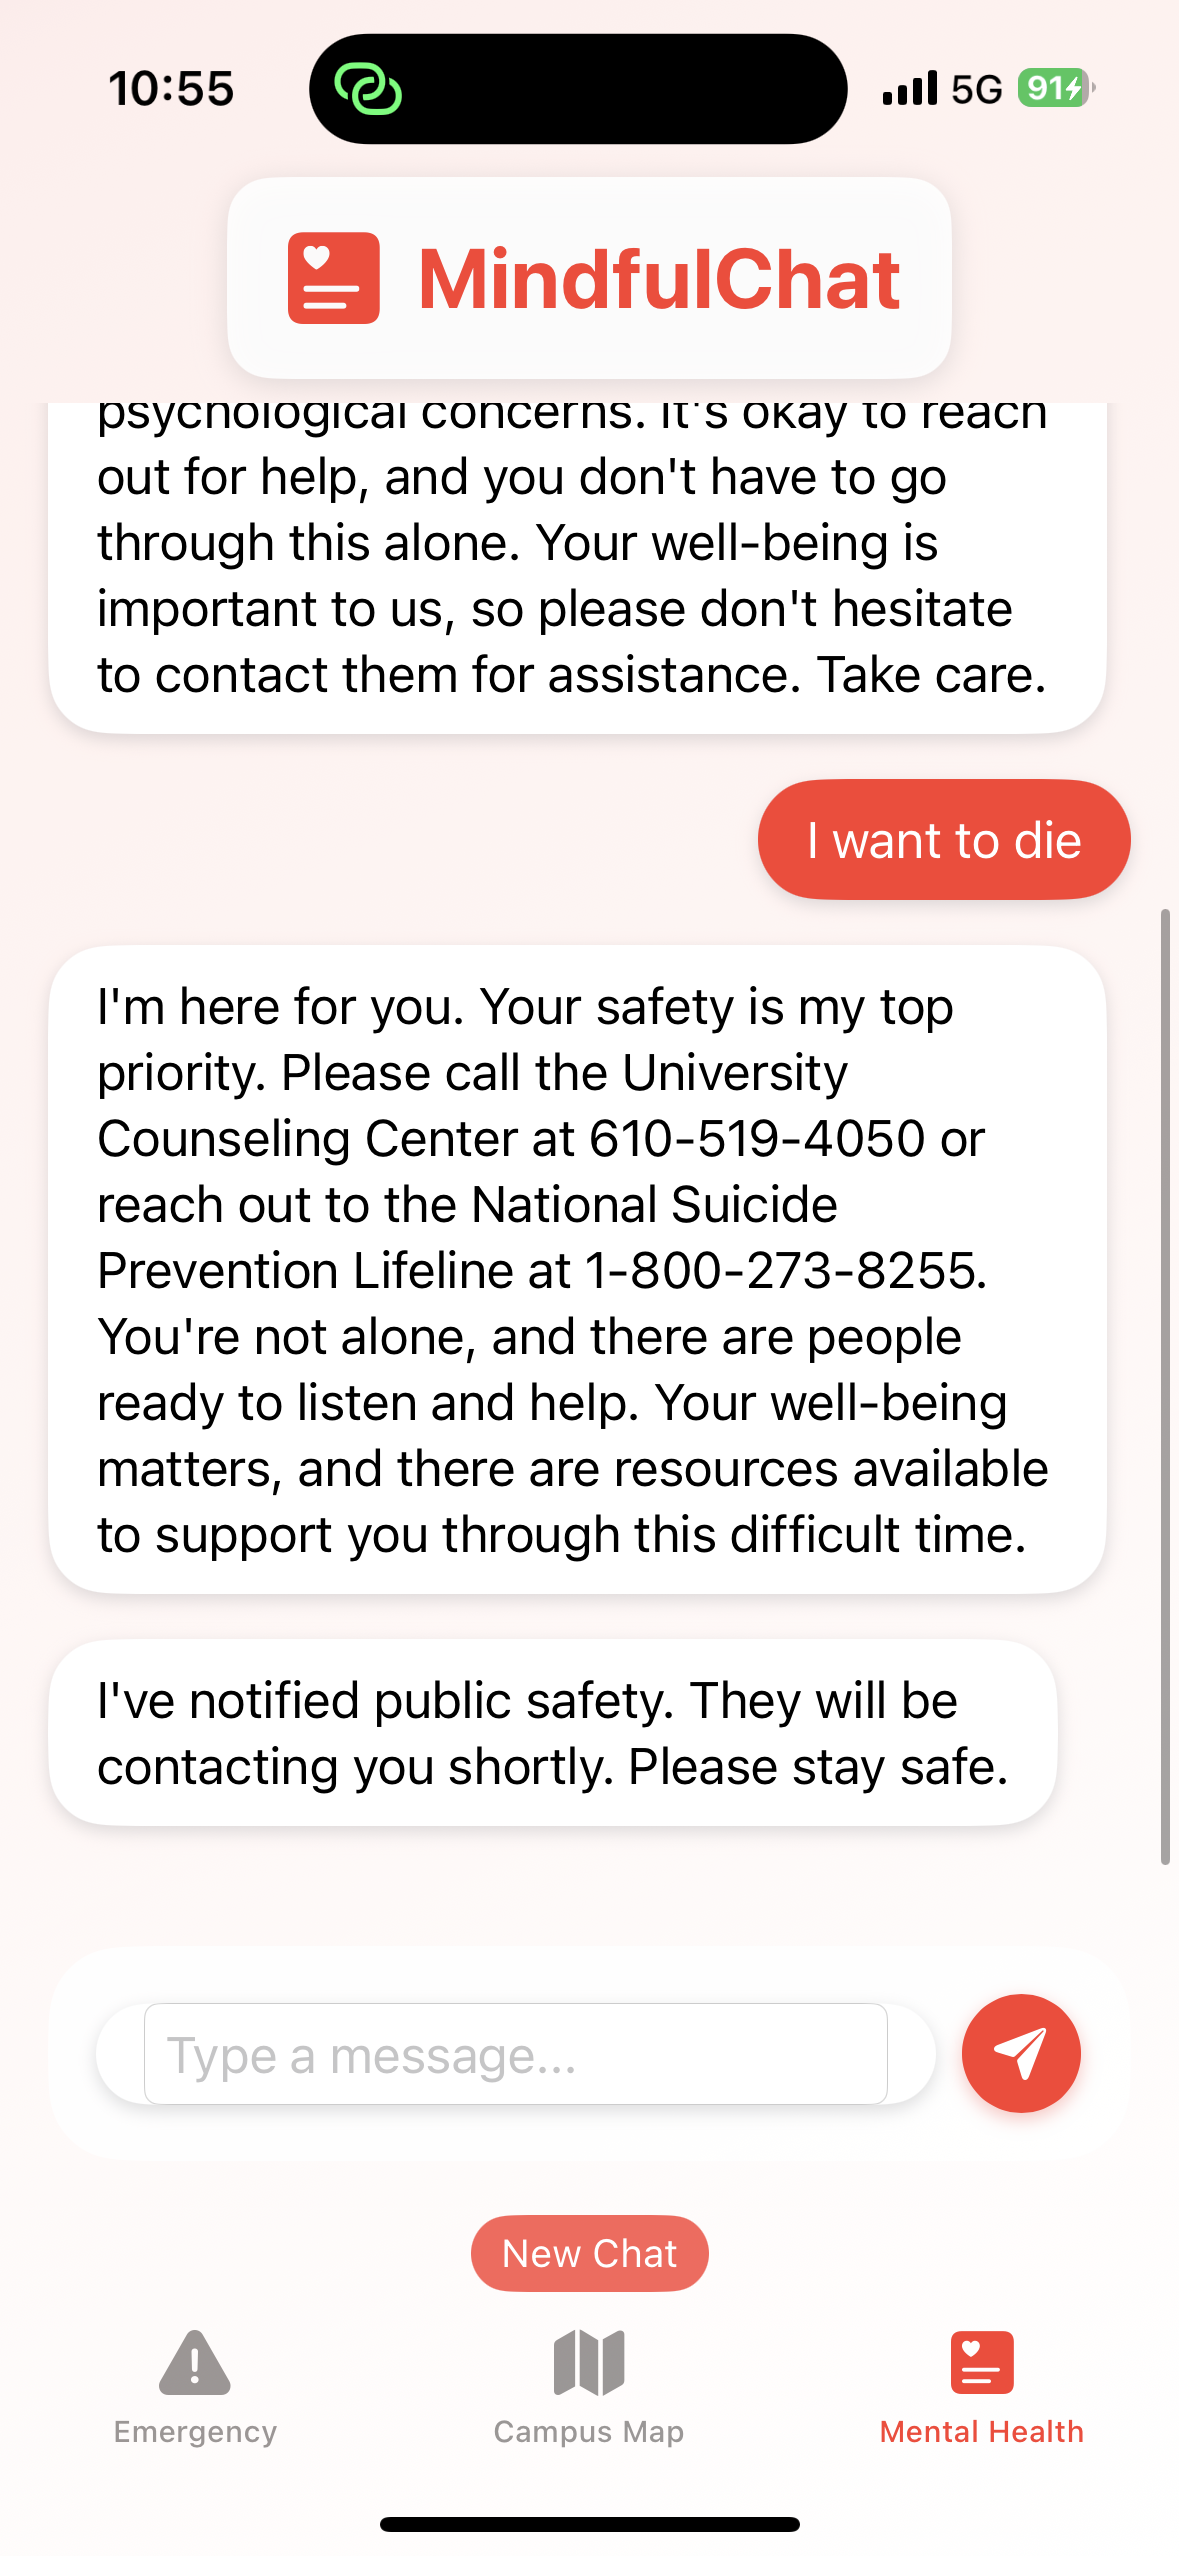 10:55
5G
91
MindfulChat
psychological concerns. It's okay to reach
out for help, and you don't have to go
through this alone. Your well-being is
important to us, so please don't hesitate
to contact them for assistance. Take care.
I want to die
I'm here for you. Your safety is my top
priority. Please call the University
Counseling Center at 610-519-4050 or
reach out to the National Suicide
Prevention Lifeline at 1-800-273-8255.
You're not alone, and there are people
ready to listen and help. Your well-being
matters, and there are resources available
to support you through this difficult time.
I've notified public safety. They will be
contacting you shortly. Please stay safe.
Type a message...
New Chat
Emergency
Campus Map
Mental Health